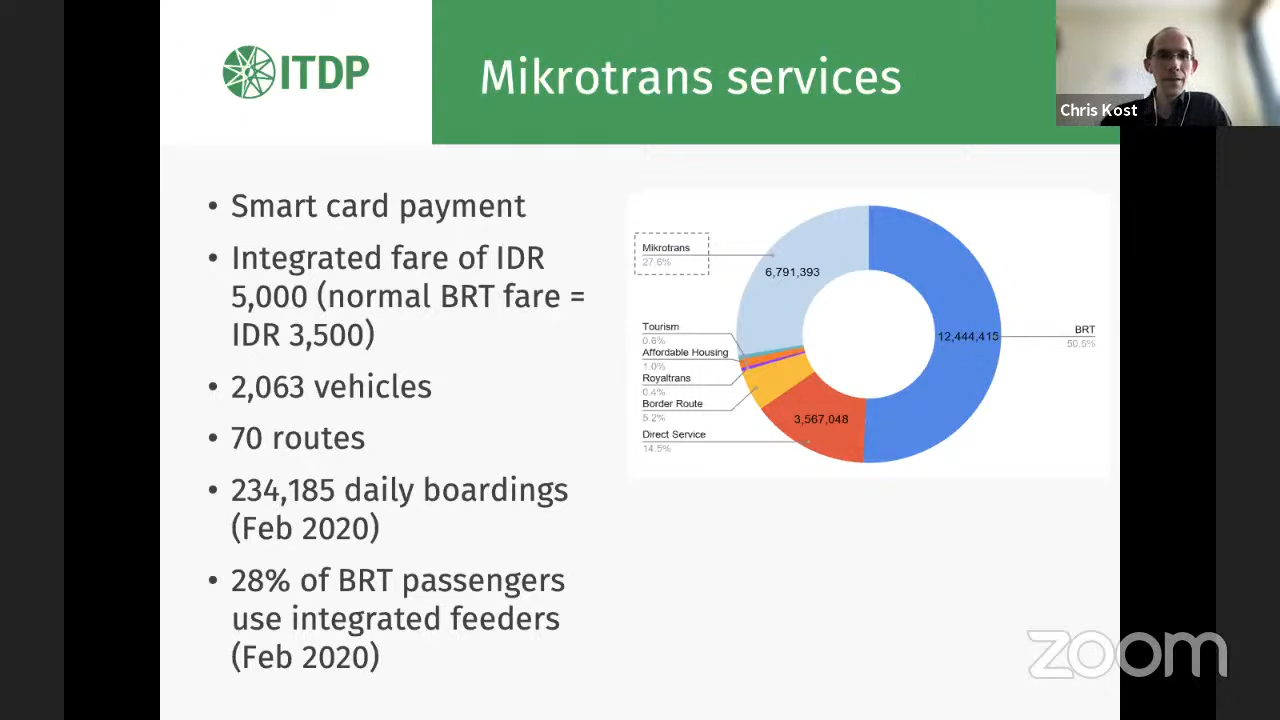 ITDP
Mikrotrans services
Chris Kost
• Smart card payment
• Integrated fare of IDR
5,000 (normal BRT fare =
IDR 3,500)
• 2,063 vehicles
• 70 routes
• 234,185 daily boardings
(Feb 2020)
• 28% of BRT passengers
use integrated feeders
(Feb 2020)
Mikrotrans
27.6%
6,791,393
Tourism
0.6%
Affordable Housing
1.0%
Royaltrans
0.4%
Border Route
5.2%
Direct Service
14.5%
3,567,048
12,444,415
BRT
50.6%
zoom